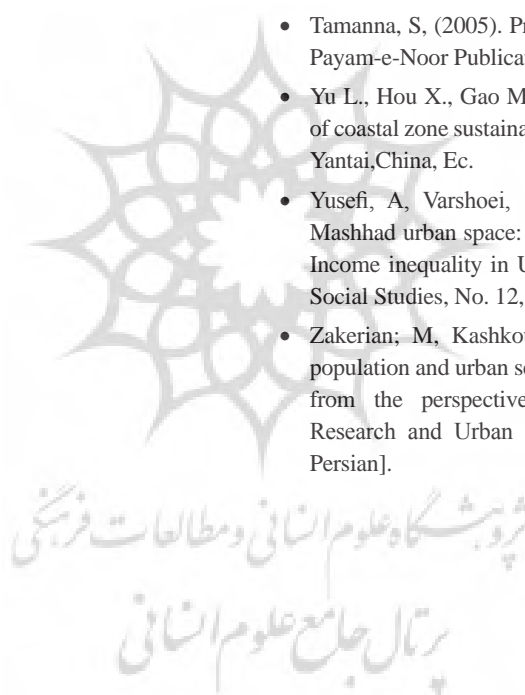 • Tamanna, S, (2005). Pr
Payam-e-Noor Publica
• Yu L., Hou X., Gao M
of coastal zone sustaina
Yantai,China, Ec.
• Yusefi, A, Varshoei,
Mashhad urban space:
Income inequality in U
Social Studies, No. 12,
• Zakerian; M, Kashko
population and urban se
from the perspective
Research and Urban
Persian].
پژوهشگاه علوم انسانی و مطالعات فرهنگی
پرتال جامع علوم انسانی